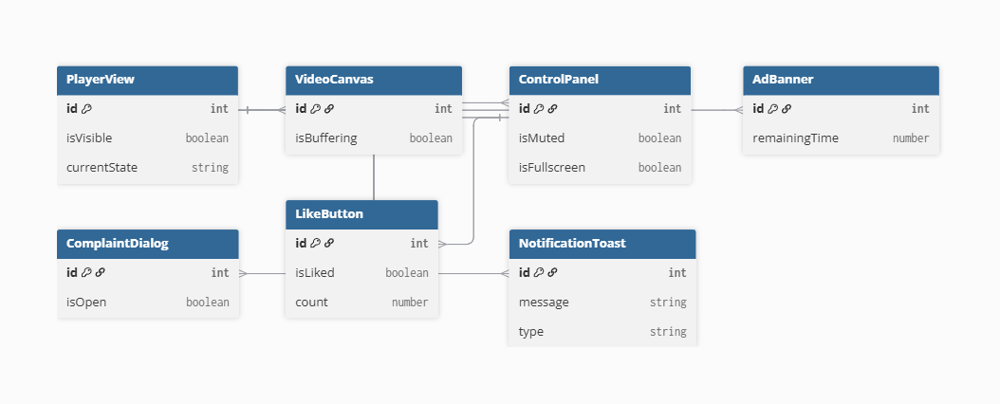 PlayerView
id int
isVisible boolean
currentState string
VideoCanvas
id int
isBuffering boolean
ControlPanel
id int
isMuted boolean
isFullscreen boolean
AdBanner
id int
remainingTime number
ComplaintDialog
id int
isOpen boolean
LikeButton
id int
isLiked boolean
count number
NotificationToast
id int
message string
type string